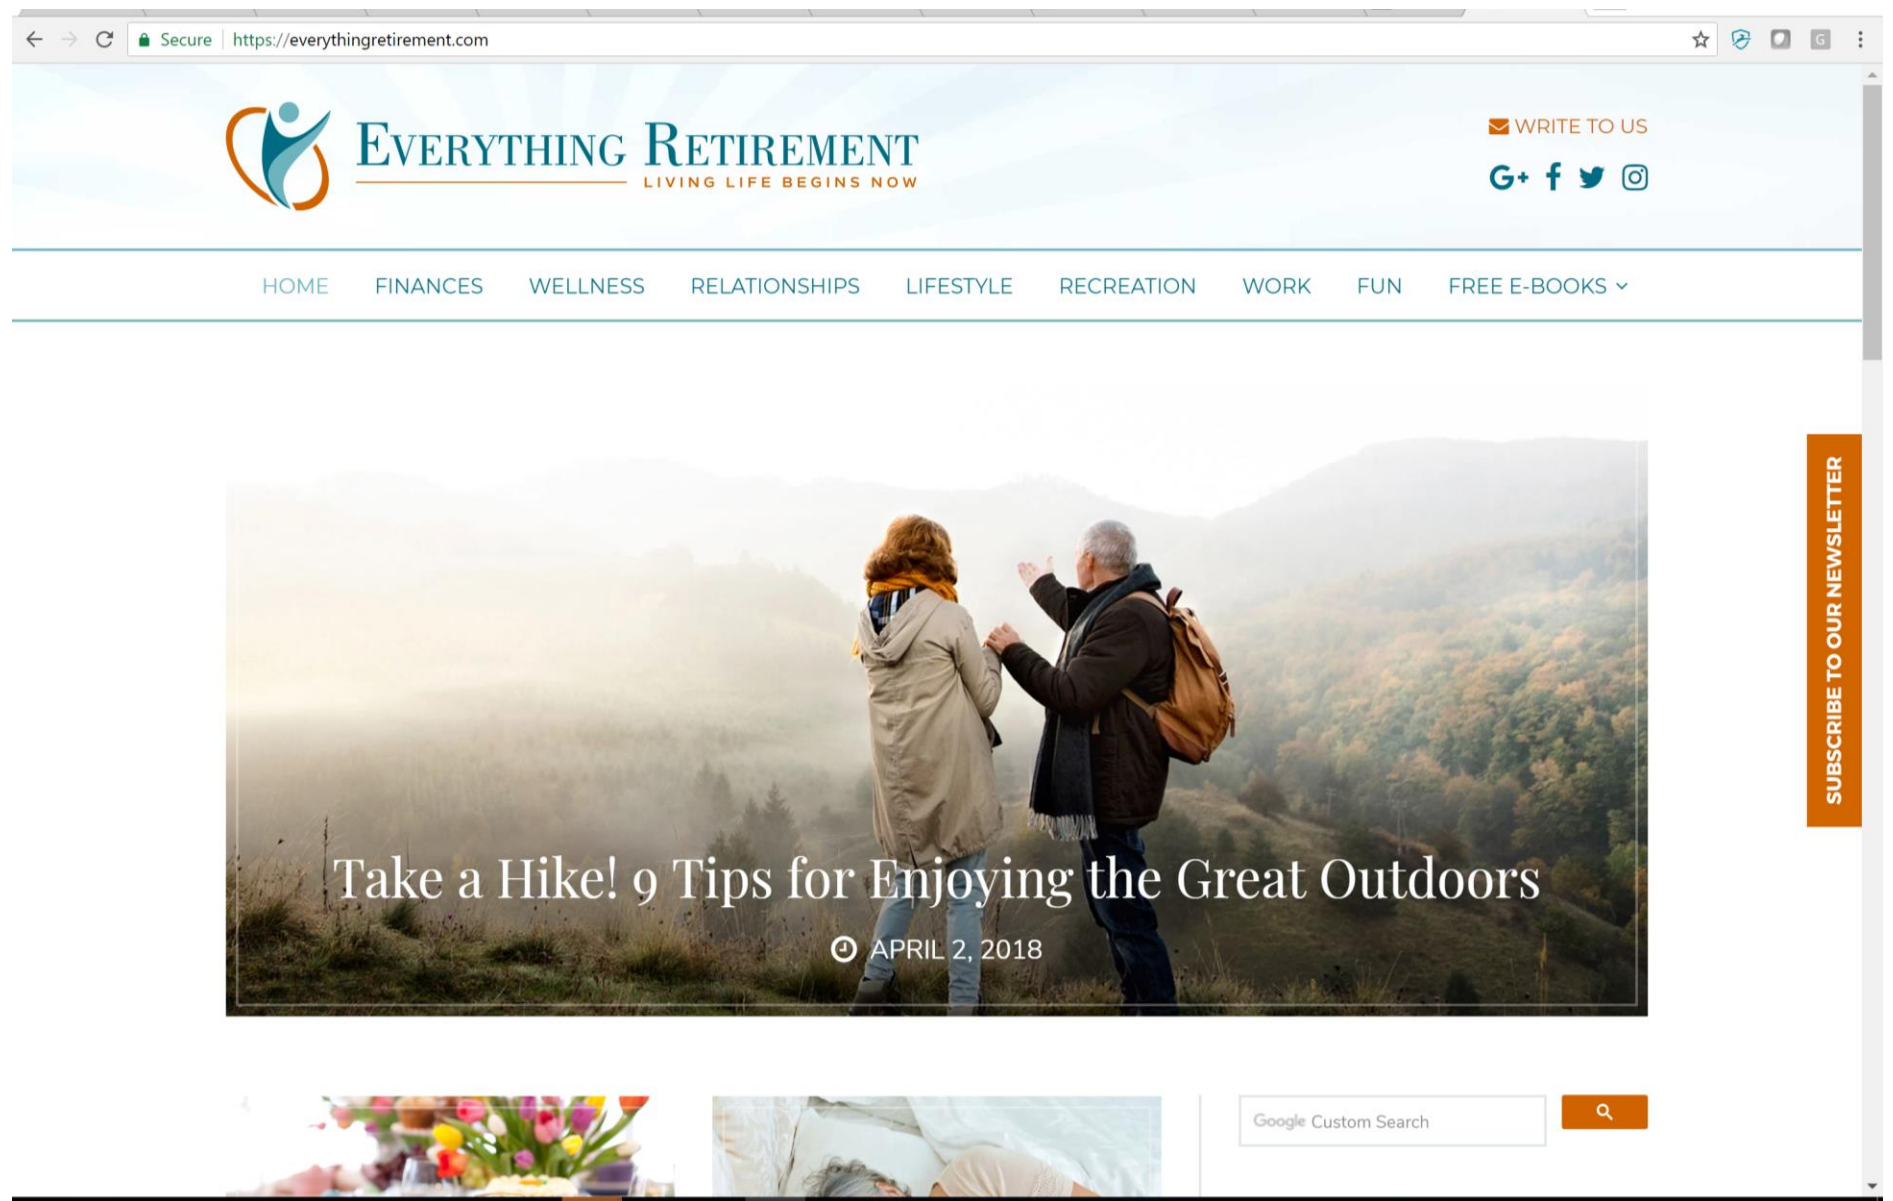 Secure https://everythingretirement.com
EVERYTHING RETIREMENT
LIVING LIFE BEGINS NOW
WRITE TO US
G+
HOME FINANCES WELLNESS RELATIONSHIPS LIFESTYLE RECREATION WORK FUN FREE E-BOOKS
SUBSCRIBE TO OUR NEWSLETTER
Take a Hike! 9 Tips for Enjoying the Great Outdoors
APRIL 2, 2018
Google Custom Search